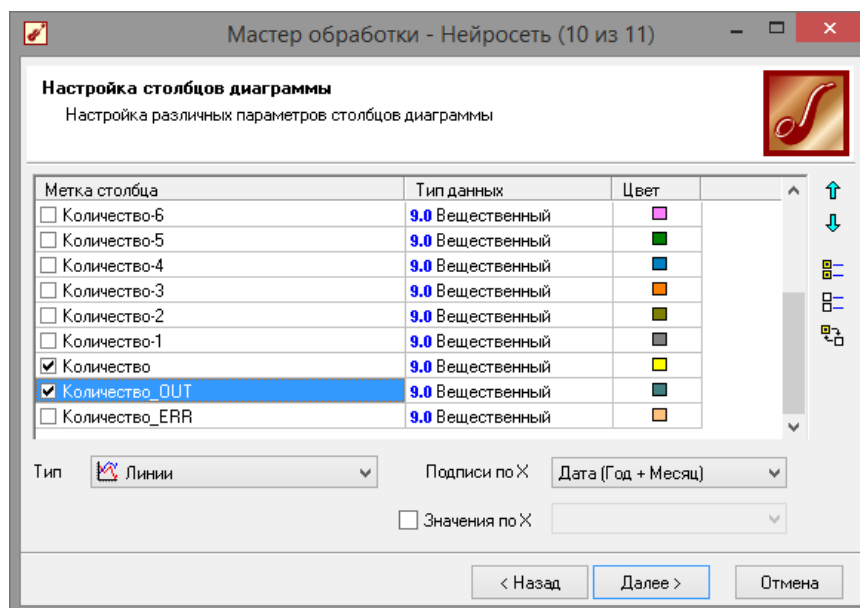 Мастер обработки - Нейросеть (10 из 11)
Настройка столбцов диаграммы
Настройка различных параметров столбцов диаграммы
Метка столбца Тип данных Цвет
Количество-6 9.0 Вещественный
Количество-5 9.0 Вещественный
Количество-4 9.0 Вещественный
Количество-3 9.0 Вещественный
Количество-2 9.0 Вещественный
Количество-1 9.0 Вещественный
Количество 9.0 Вещественный
Количество_OUT 9.0 Вещественный
Количество_ERR 9.0 Вещественный
Тип Линии Подписи по X Дата (Год + Месяц)
Значения по X
< Назад Далее > Отмена